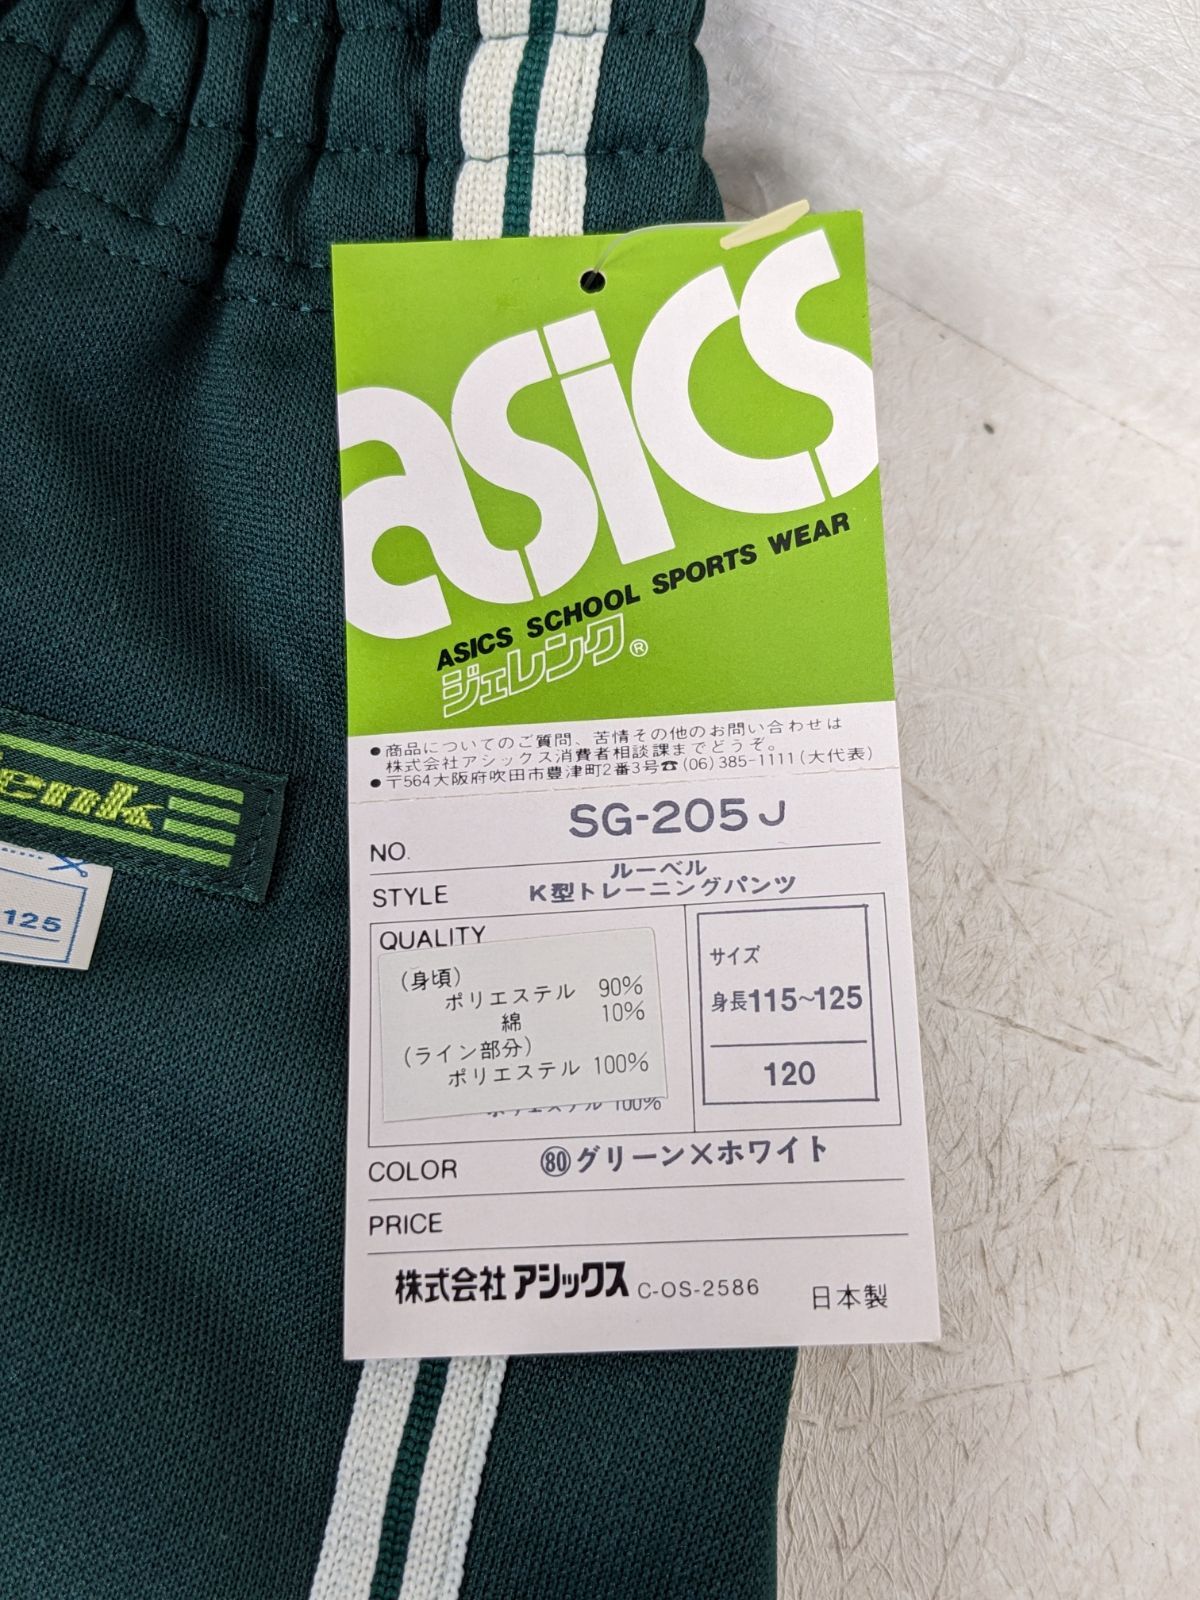 asics
ASICS SCHOOL SPORTS WEAR
ジェレンク®
●商品についてのご質問、苦情その他のお問い合わせは
株式会社アシックス消費者相談課までどうぞ。
●〒564大阪府吹田市豊津町2番3号☎(06)385-1111(大代表)
NO. SG-205J
ルーベル
STYLE K型トレーニングパンツ
QUALITY
(身頃)
ポリエステル 90%
綿 10%
(ライン部分)
ポリエステル 100%
ポリエステル 100%
サイズ
身長115~125
120
COLOR ⑧⓪グリーン×ホワイト
PRICE
株式会社アシックス C-OS-2586 日本製
enk
125